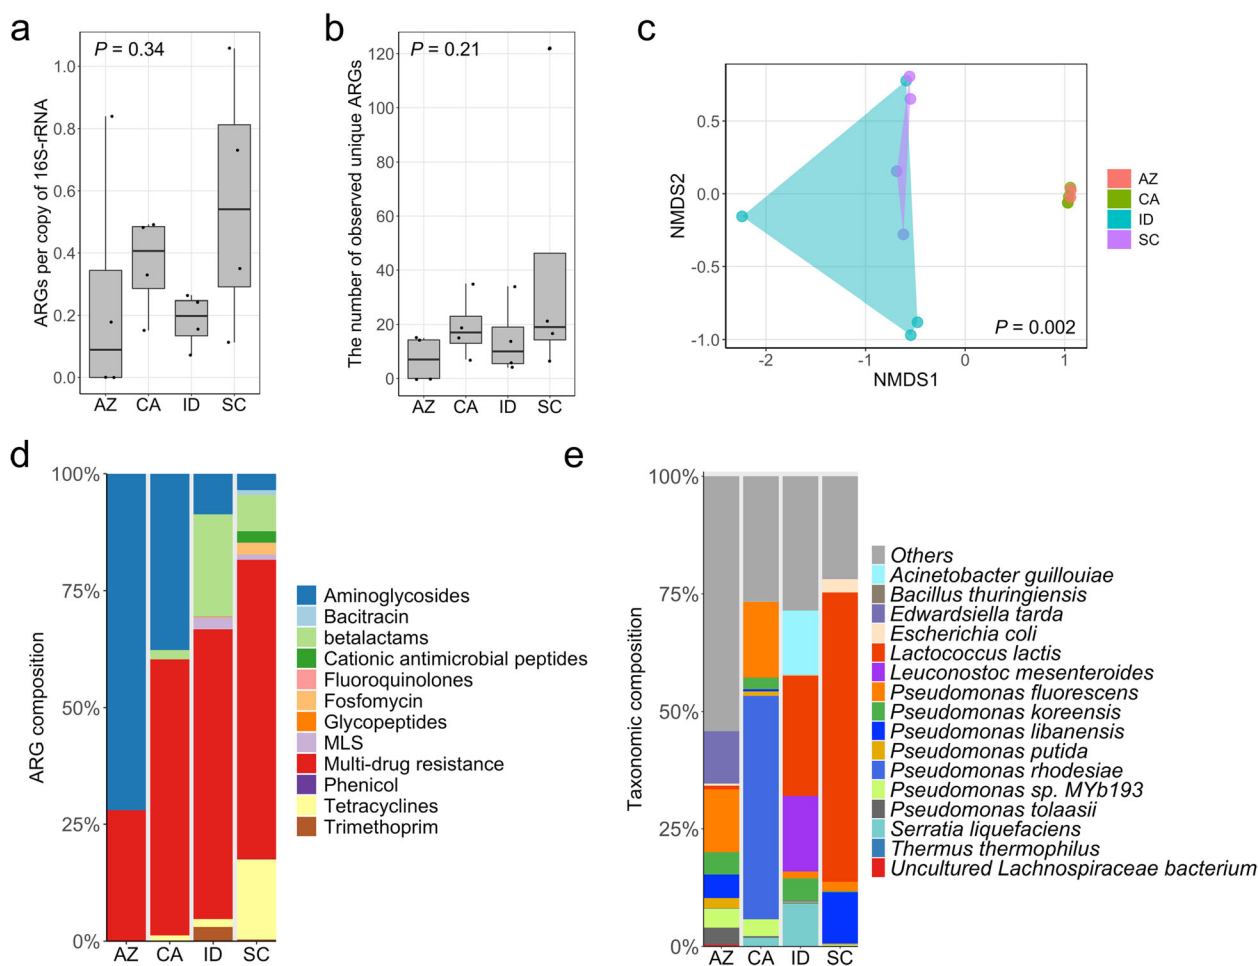 a
P = 0.34
ARGs per copy of 16S-rRNA
1.0
0.8
0.6
0.4
0.2
0.0
AZ CA ID SC
b
P = 0.21
The number of observed unique ARGs
120
100
80
60
40
20
0
AZ CA ID SC
c
NMDS2
0.5
0.0
-0.5
-1.0
P = 0.002
-2 -1 0 1
NMDS1
AZ
CA
ID
SC
d
ARG composition
100%
75%
50%
25%
0%
AZ CA ID SC
Aminoglycosides
Bacitracin
betalactams
Cationic antimicrobial peptides
Fluoroquinolones
Fosfomycin
Glycopeptides
MLS
Multi-drug resistance
Phenicol
Tetracyclines
Trimethoprim
e
Taxonomic composition
100%
75%
50%
25%
0%
AZ CA ID SC
Others
Acinetobacter guillouiae
Bacillus thuringiensis
Edwardsiella tarda
Escherichia coli
Lactococcus lactis
Leuconostoc mesenteroides
Pseudomonas fluorescens
Pseudomonas koreensis
Pseudomonas libanensis
Pseudomonas putida
Pseudomonas rhodesiae
Pseudomonas sp. MYb193
Pseudomonas tolaasii
Serratia liquefaciens
Thermus thermophilus
Uncultured Lachnospiraceae bacterium